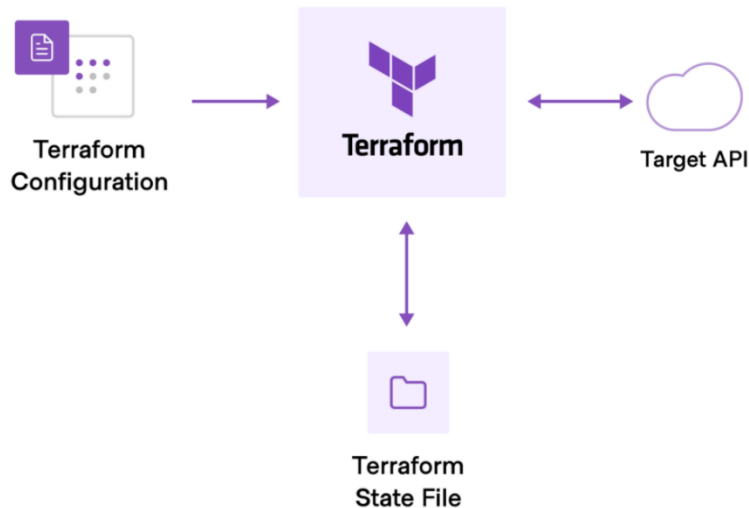 Terraform
Terraform
Configuration
Target API
Terraform
State File